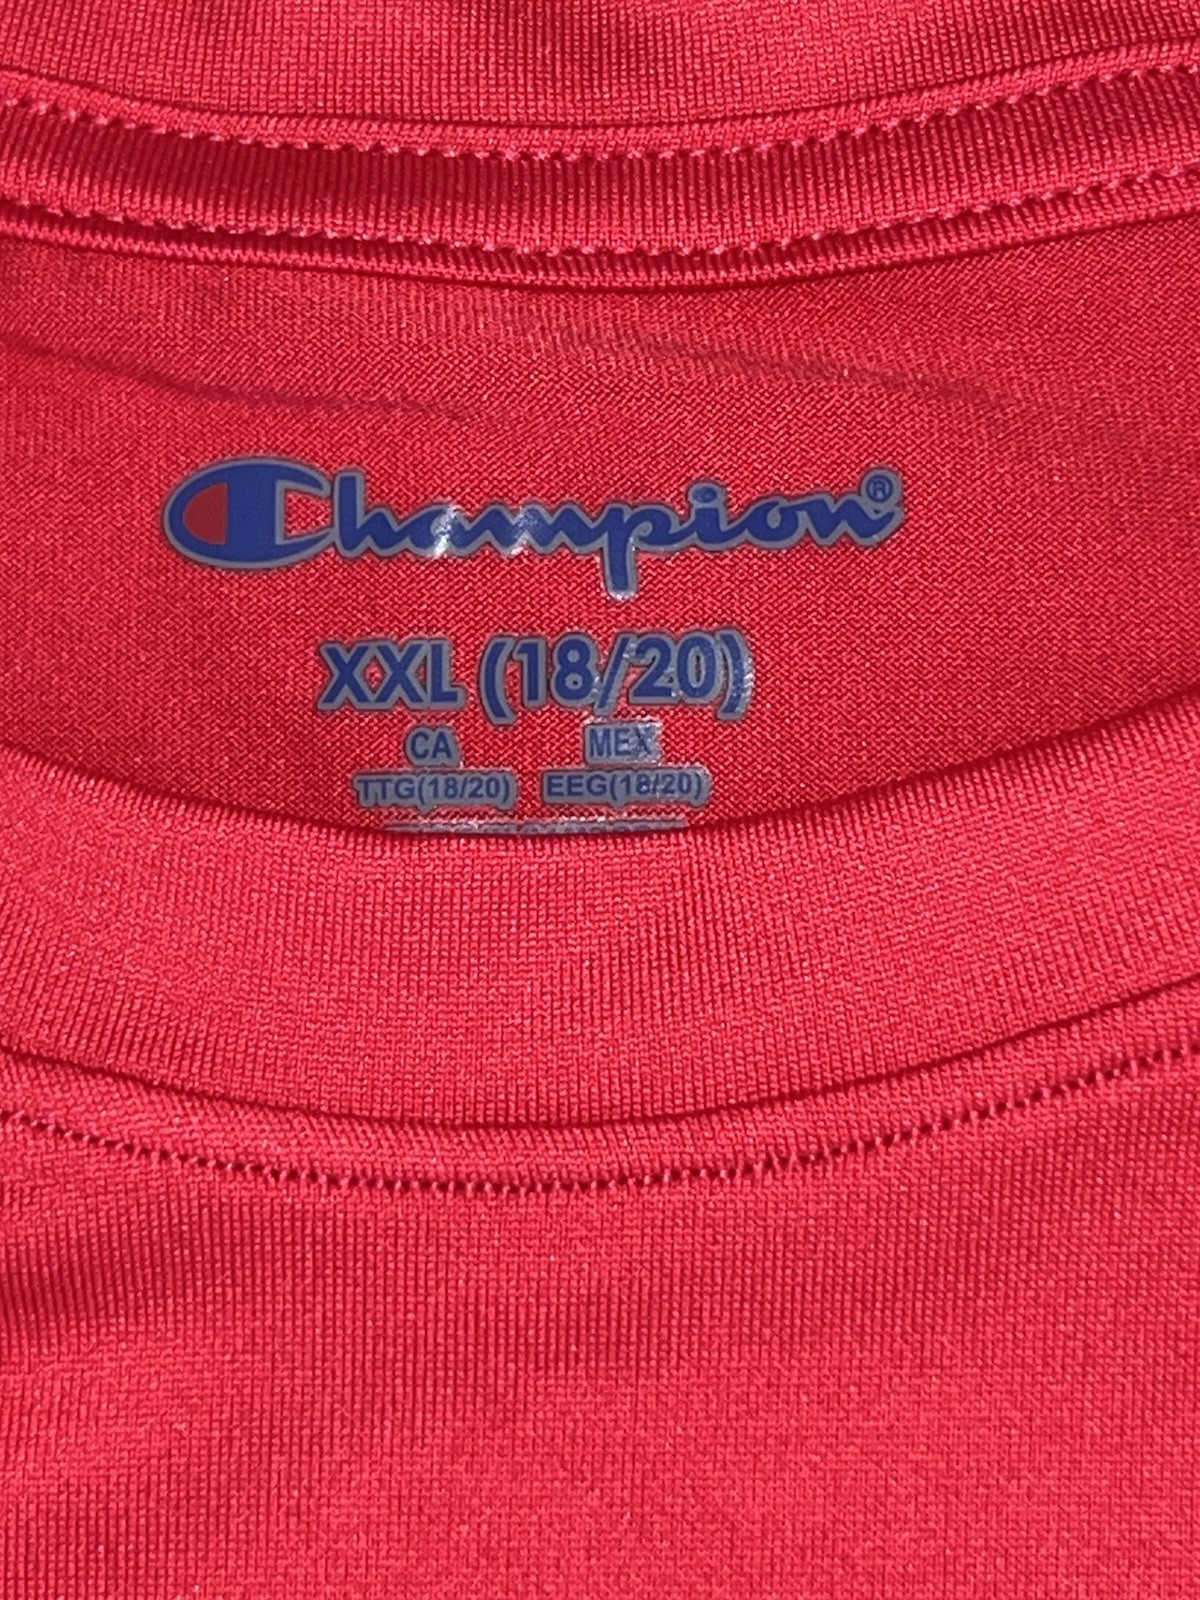 Champion®
XXL (18/20)
CA MEX
TTG(18/20) EEG(18/20)